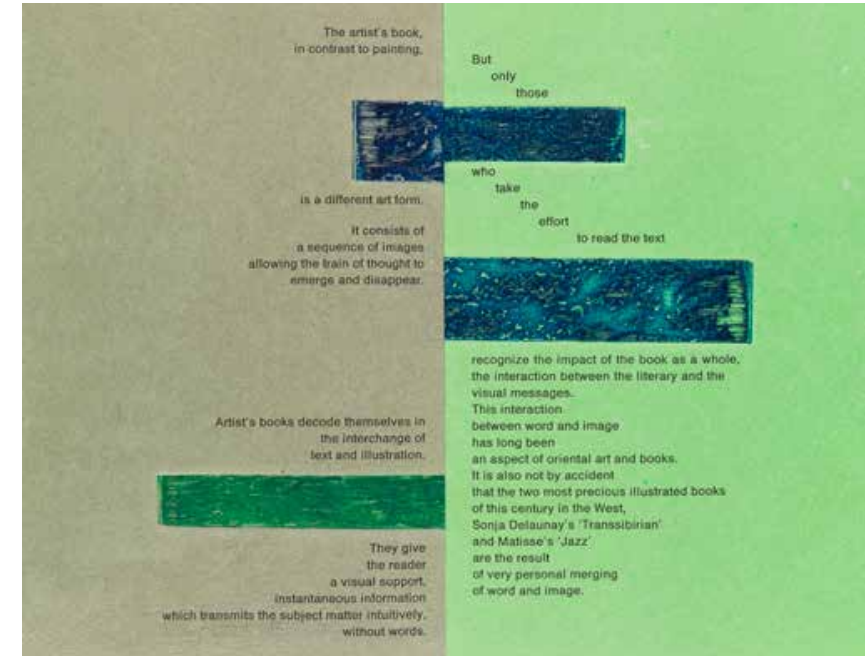 The artist's book,
in contrast to painting,
is a different art form.
It consists of
a sequence of images
allowing the train of thought to
emerge and disappear.
Artist's books decode themselves in
the interchange of
text and illustration.
They give
the reader
a visual support,
instantaneous information
which transmits the subject matter intuitively,
without words.
But
only
those
who
take
the
effort
to read the text
recognize the impact of the book as a whole,
the interaction between the literary and the
visual messages.
This interaction
between word and image
has long been
an aspect of oriental art and books.
It is also not by accident
that the two most precious illustrated books
of this century in the West,
Sonja Delaunay's 'Transsibirian'
and Matisse's 'Jazz'
are the result
of very personal merging
of word and image.